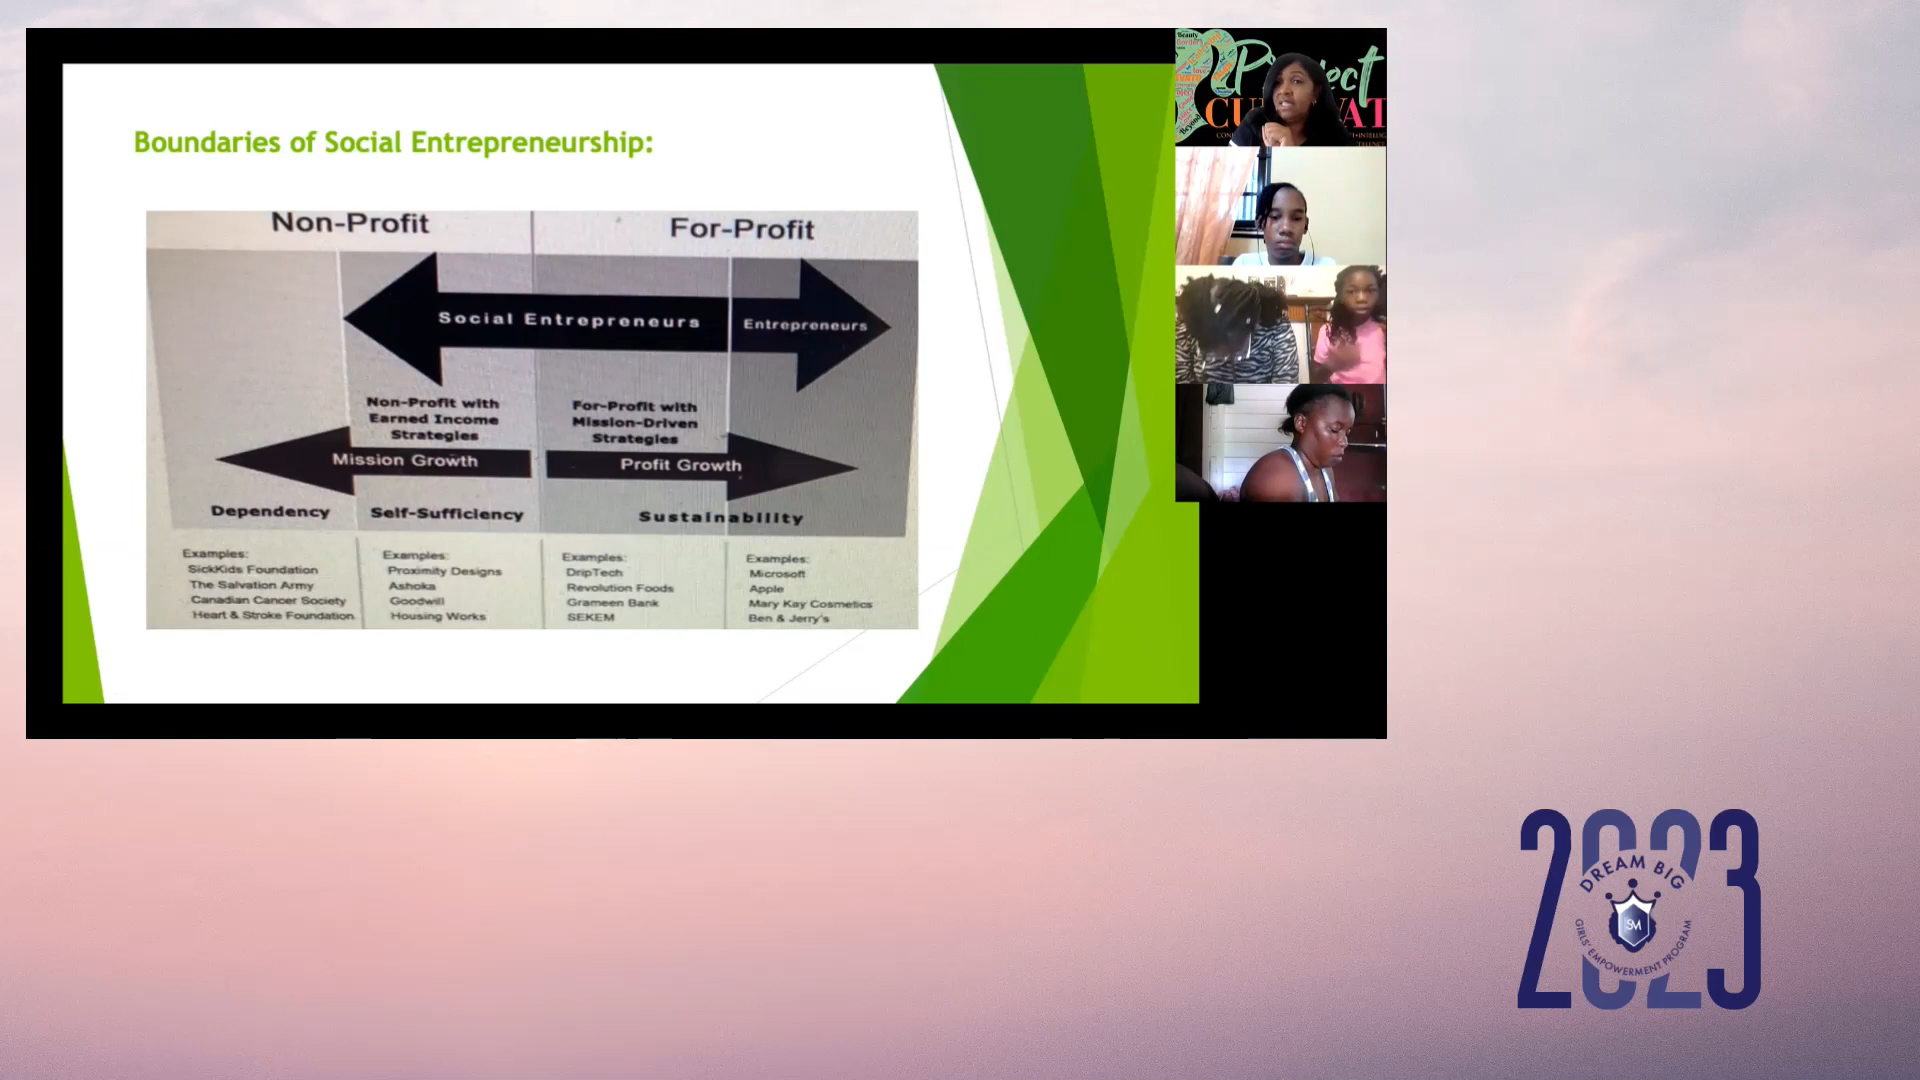 Boundaries of Social Entrepreneurship:
Non-Profit
For-Profit
Social Entrepreneurs
Entrepreneurs
Non-Profit with
Earned Income
Strategies
For-Profit with
Mission-Driven
Strategies
Mission Growth
Profit Growth
Dependency
Self-Sufficiency
Sustainability
Examples:
SickKids Foundation
The Salvation Army
Canadian Cancer Society
Heart & Stroke Foundation
Examples:
Proximity Designs
Ashoka
Goodwill
Housing Works
Examples:
DripTech
Revolution Foods
Grameen Bank
SEKEM
Examples:
Microsoft
Apple
Mary Kay Cosmetics
Ben & Jerry's
Beauty
Beyond
2023
DREAM BIG
SM
GIRLS' EMPOWERMENT PROGRAM